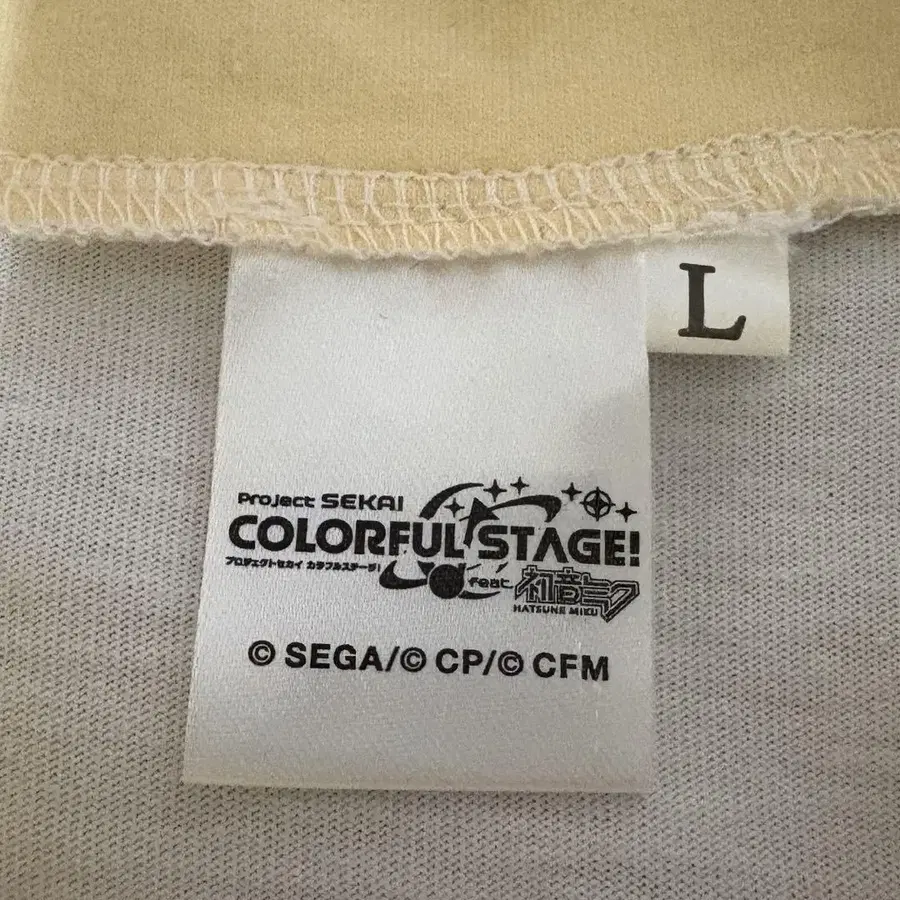 L
Project SEKAI
COLORFUL STAGE!
プロジェクトセカイ カラフルステージ!
feat. 初音ミク
HATSUNE MIKU
© SEGA/© CP/© CFM